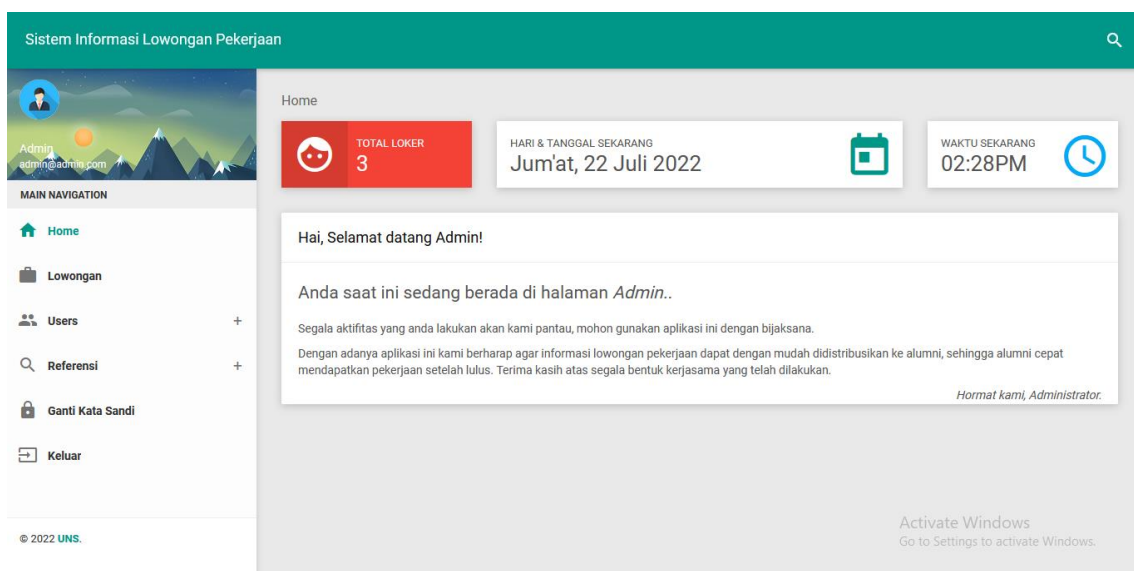 Sistem Informasi Lowongan Pekerjaan
Admin
admin@admin.com
MAIN NAVIGATION
Home
Lowongan
Users +
Referensi +
Ganti Kata Sandi
Keluar
© 2022 UNS.
Home
TOTAL LOKER
3
HARI & TANGGAL SEKARANG
Jum'at, 22 Juli 2022
WAKTU SEKARANG
02:28PM
Hai, Selamat datang Admin!
Anda saat ini sedang berada di halaman Admin..
Segala aktifitas yang anda lakukan akan kami pantau, mohon gunakan aplikasi ini dengan bijaksana.
Dengan adanya aplikasi ini kami berharap agar informasi lowongan pekerjaan dapat dengan mudah didistribusikan ke alumni, sehingga alumni cepat
mendapatkan pekerjaan setelah lulus. Terima kasih atas segala bentuk kerjasama yang telah dilakukan.
Hormat kami, Administrator.
Activate Windows
Go to Settings to activate Windows.